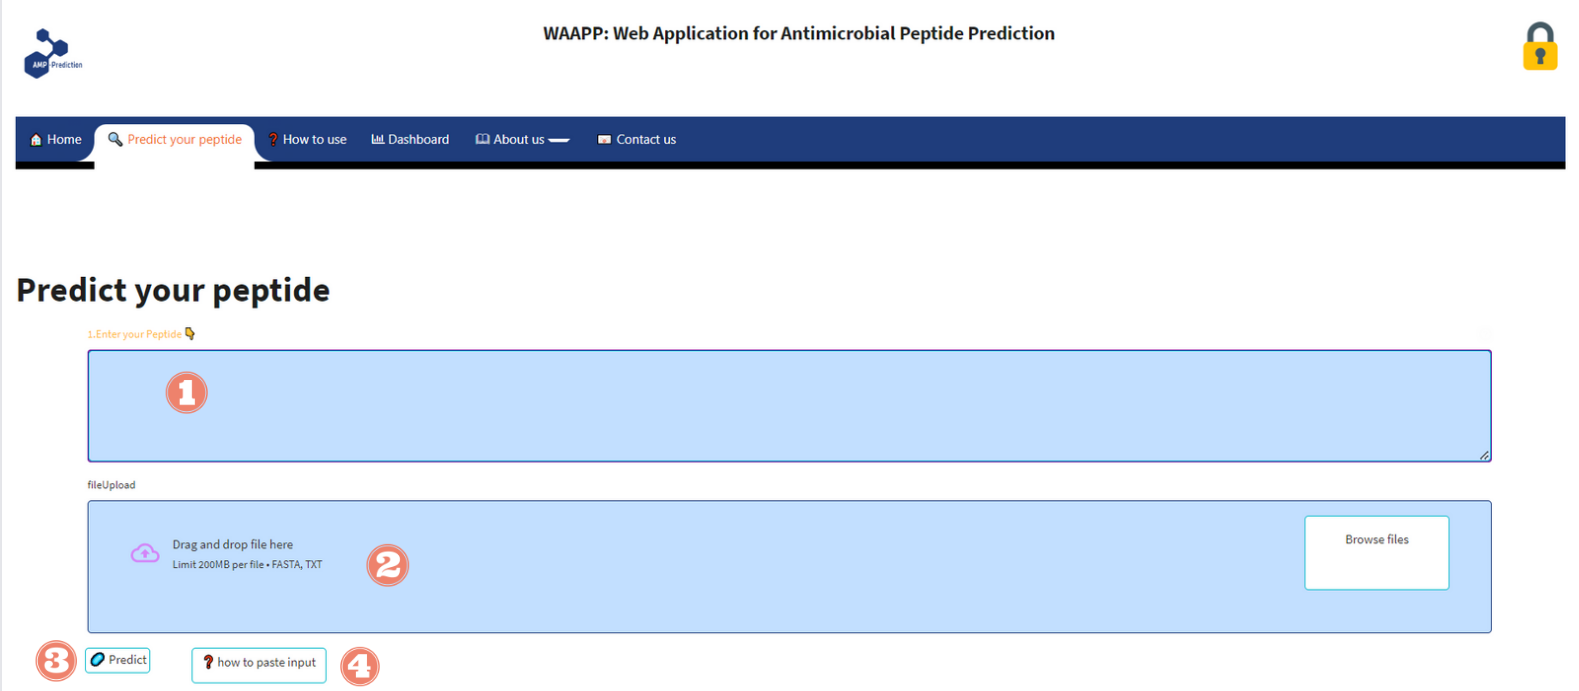 WAAPP: Web Application for Antimicrobial Peptide Prediction
AMP-Prediction
Home
Predict your peptide
How to use
Dashboard
About us
Contact us
Predict your peptide
1.Enter your Peptide
1
fileUpload
Drag and drop file here
Limit 200MB per file • FASTA, TXT
2
Browse files
3
Predict
how to paste input
4